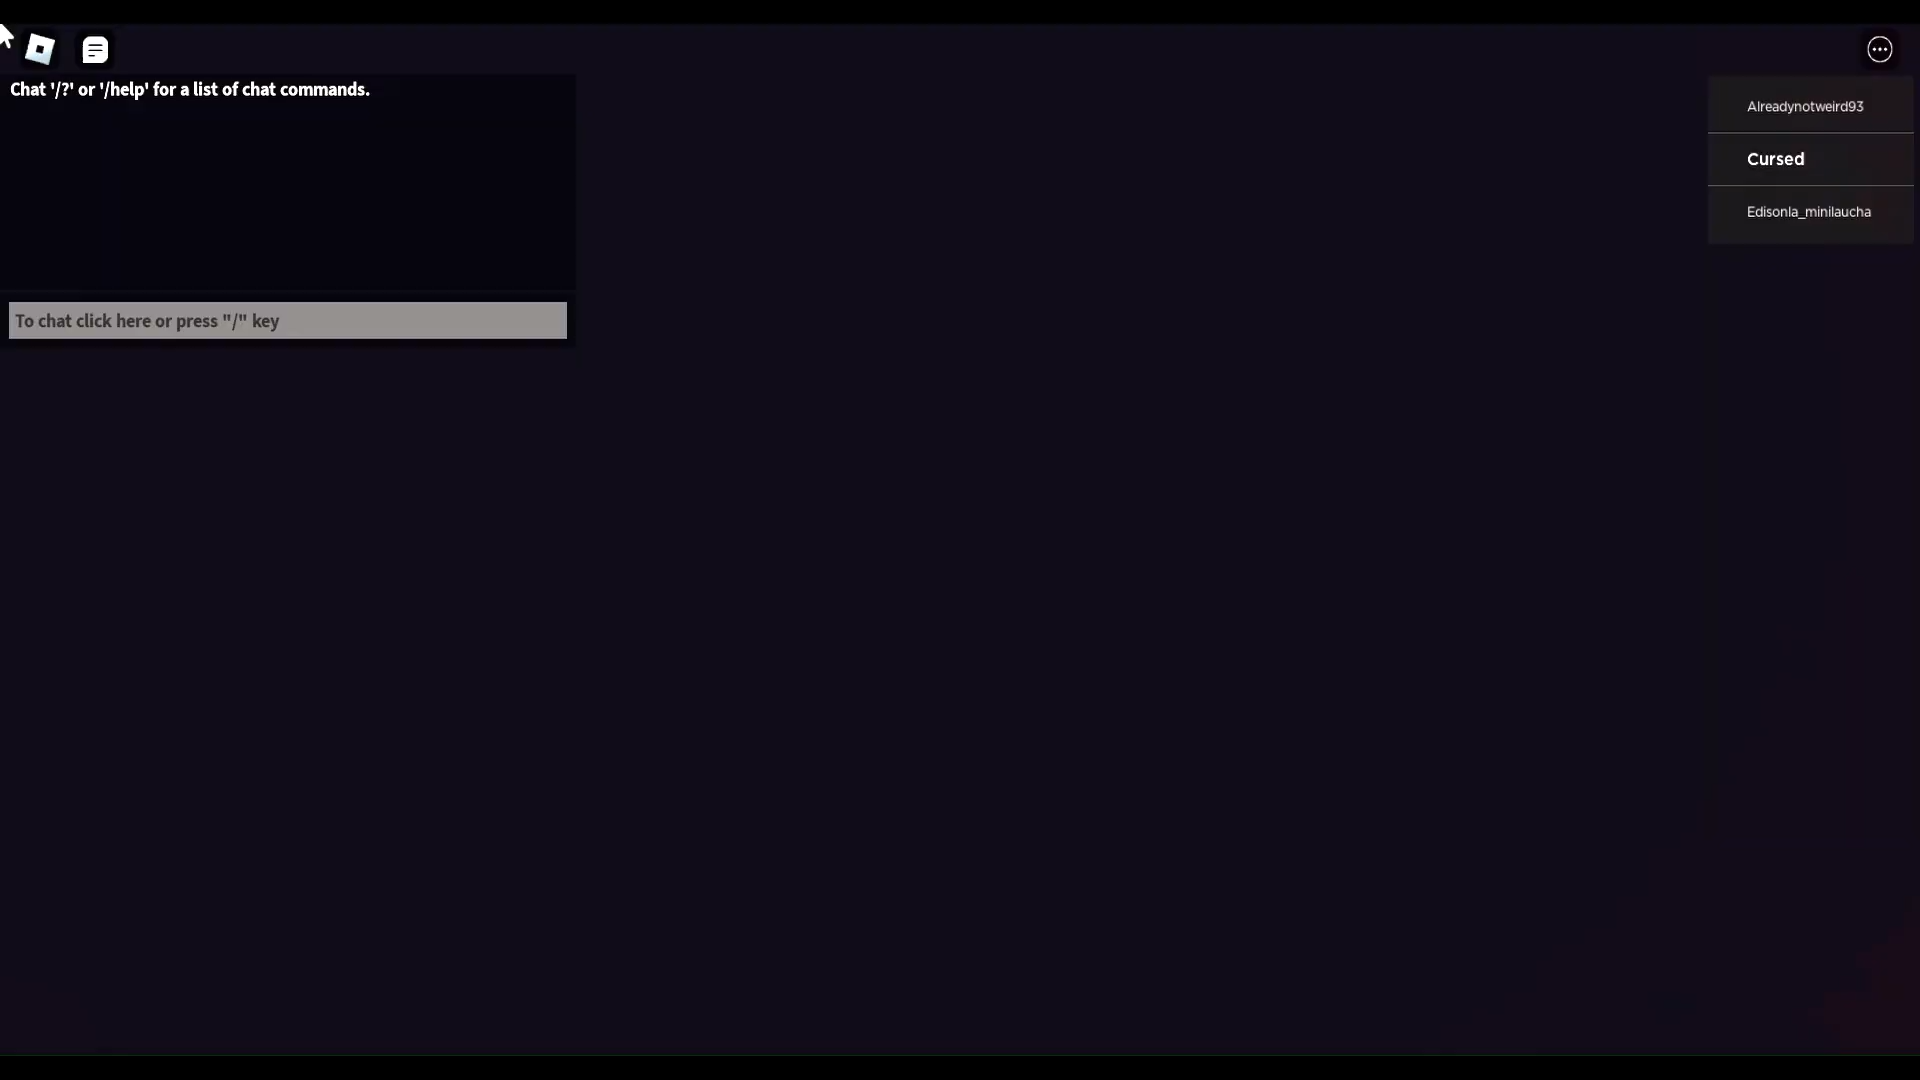 Chat '/?' or '/help' for a list of chat commands.
To chat click here or press "/" key
Alreadynotweird93
Cursed
Edisonla_minilaucha